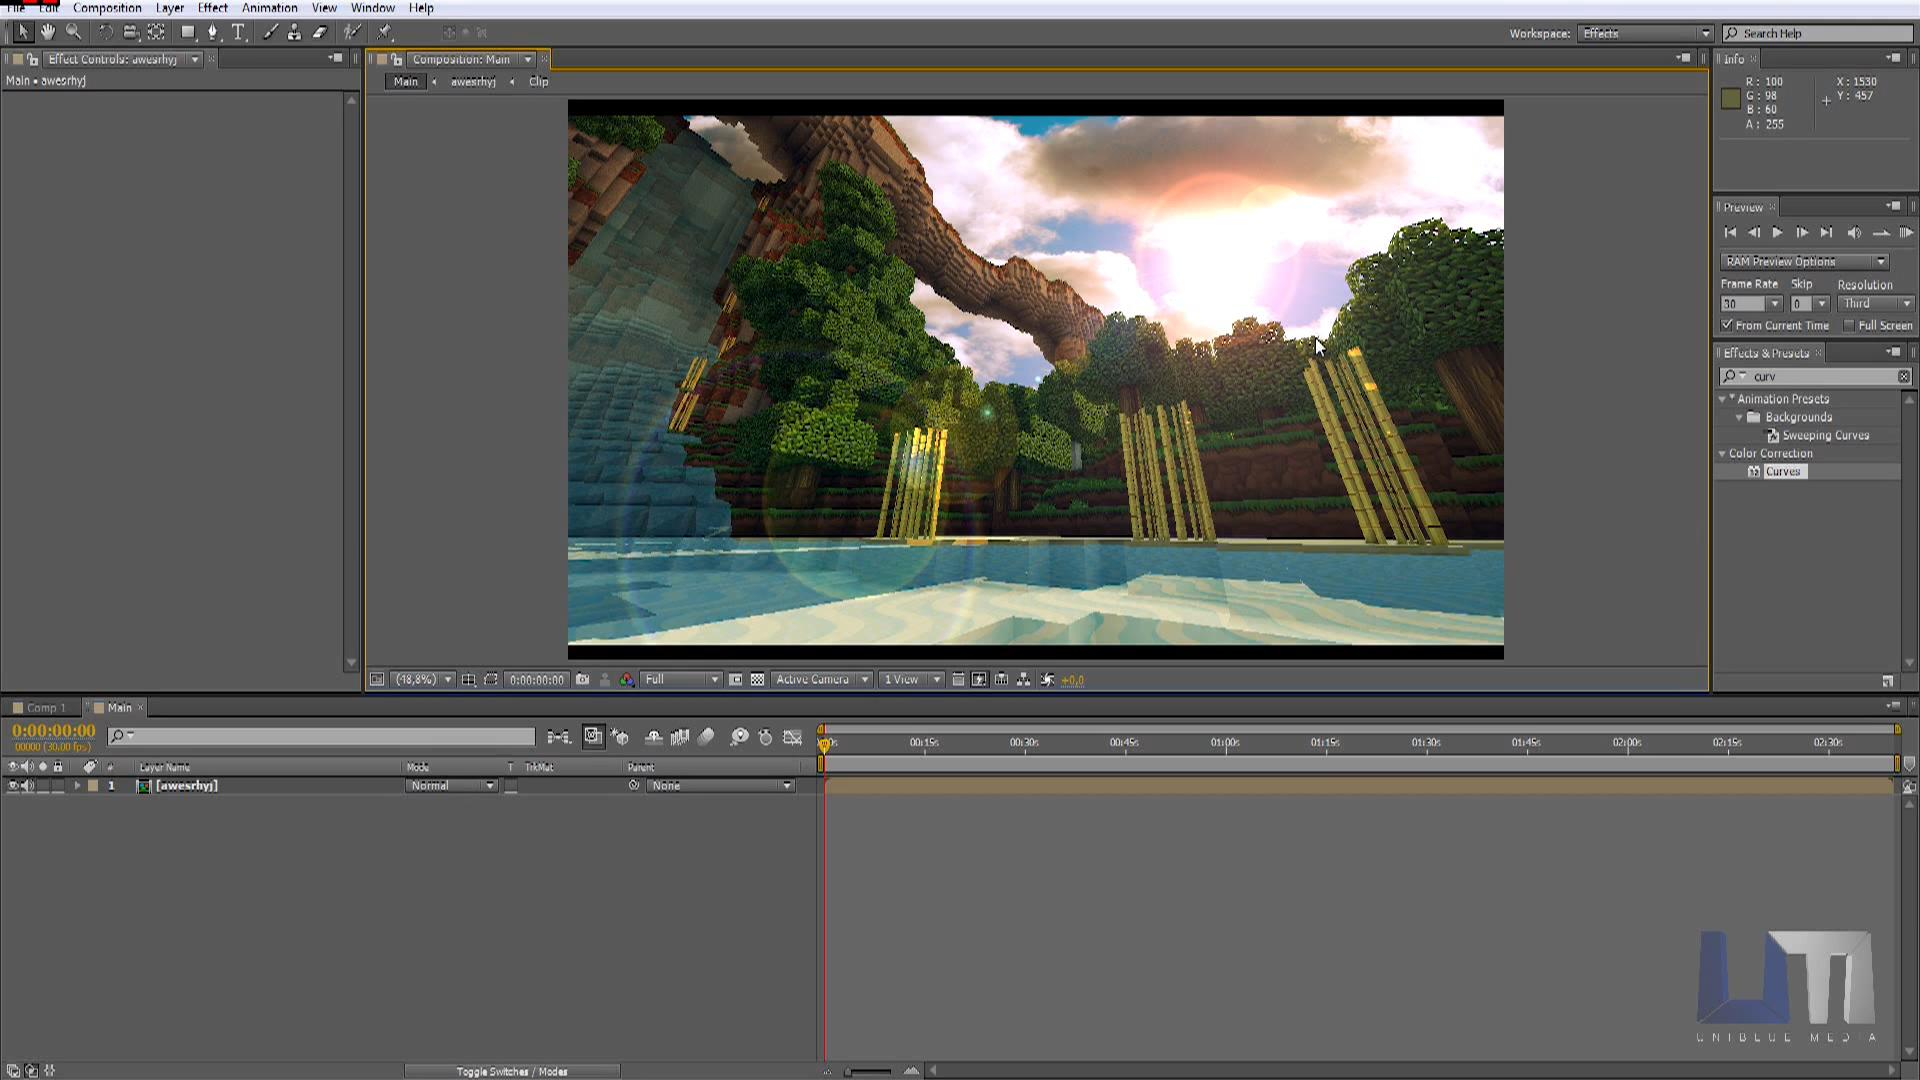 File Edit Composition Layer Effect Animation View Window Help
Workspace: Effects
Search Help
Effect Controls: awesrhyj
Main • awesrhyj
Composition: Main
Main awesrhyj Clip
Info
R: 100
G: 98
B: 60
A: 255
X: 1530
Y: 457
Preview
RAM Preview Options
Frame Rate Skip Resolution
30 0 Third
From Current Time Full Screen
Effects & Presets
curv
* Animation Presets
Backgrounds
Sweeping Curves
Color Correction
Curves
(48,8%) 0:00:00:00 Full Active Camera 1 View +0,0
Comp 1 Main
0:00:00:00
00000 (30.00 fps)
# Layer Name Mode T TrkMat Parent
00:15s 00:30s 00:45s 01:00s 01:15s 01:30s 01:45s 02:00s 02:15s 02:30s
1 [awesrhyj] Normal None
UNIBLUE MEDIA
Toggle Switches / Modes